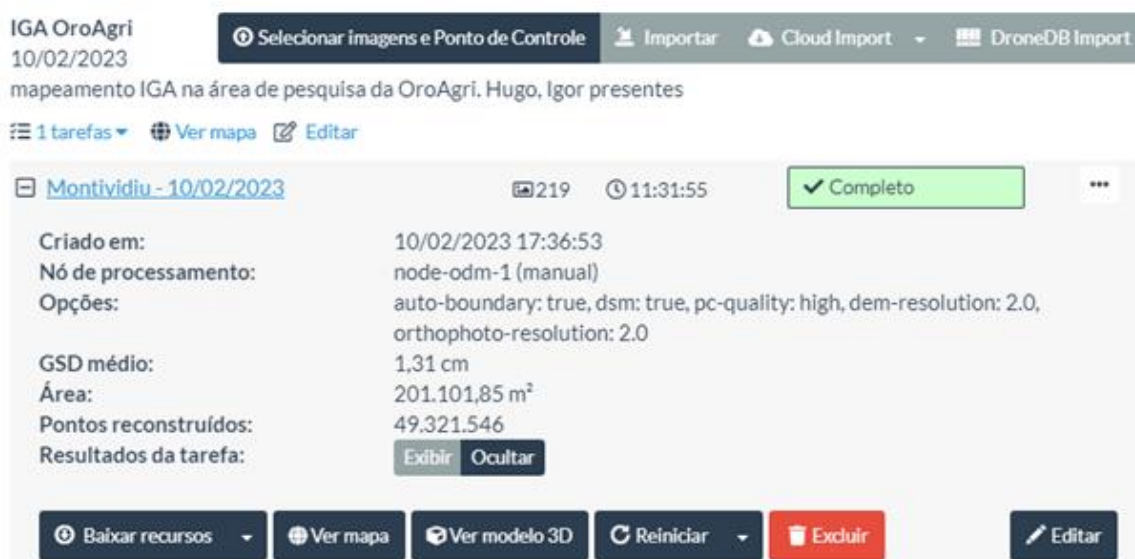 IGA OroAgri
10/02/2023
Selecionar imagens e Ponto de Controle Importar Cloud Import DroneDB Import
mapeamento IGA na área de pesquisa da OroAgri. Hugo, Igor presentes
1 tarefas Ver mapa Editar
Montividiu - 10/02/2023 219 11:31:55 Completo
Criado em: 10/02/2023 17:36:53
Nó de processamento: node-odm-1 (manual)
Opções: auto-boundary: true, dsm: true, pc-quality: high, dem-resolution: 2.0,
orthophoto-resolution: 2.0
GSD médio: 1,31 cm
Área: 201.101,85 m²
Pontos reconstruídos: 49.321.546
Resultados da tarefa: Exibir Ocultar
Baixar recursos Ver mapa Ver modelo 3D Reiniciar Excluir Editar